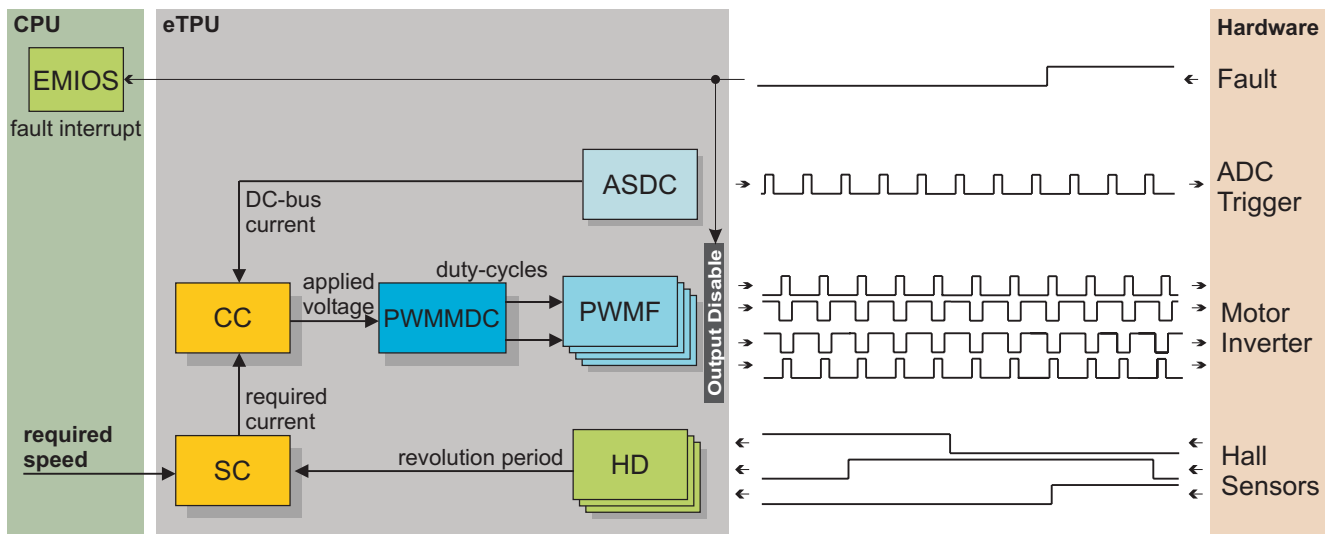 CPU
eTPU
Hardware
EMIOS
fault interrupt
Fault
ASDC
ADC
Trigger
DC-bus
current
applied
voltage
duty-cycles
CC
PWMMDC
PWMF
Output Disable
Motor
Inverter
required
current
required
speed
SC
revolution period
HD
Hall
Sensors